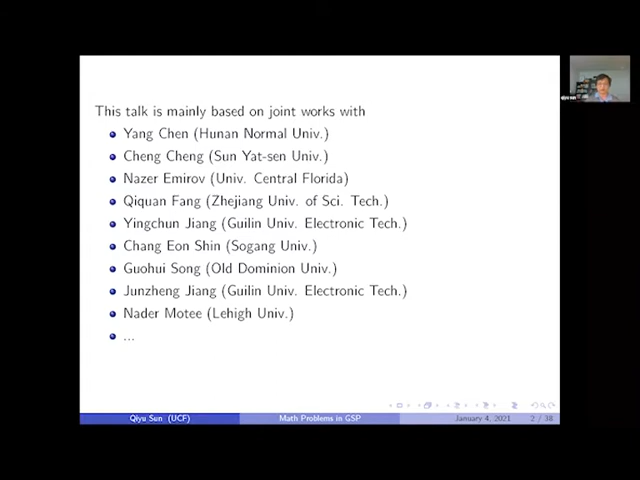 This talk is mainly based on joint works with
Yang Chen (Hunan Normal Univ.)
Cheng Cheng (Sun Yat-sen Univ.)
Nazer Emirov (Univ. Central Florida)
Qiquan Fang (Zhejiang Univ. of Sci. Tech.)
Yingchun Jiang (Guilin Univ. Electronic Tech.)
Chang Eon Shin (Sogang Univ.)
Guohui Song (Old Dominion Univ.)
Junzheng Jiang (Guilin Univ. Electronic Tech.)
Nader Motee (Lehigh Univ.)
...
Qiyu Sun (UCF) Math Problems in GSP January 4, 2021 2 / 38
qiyu sun